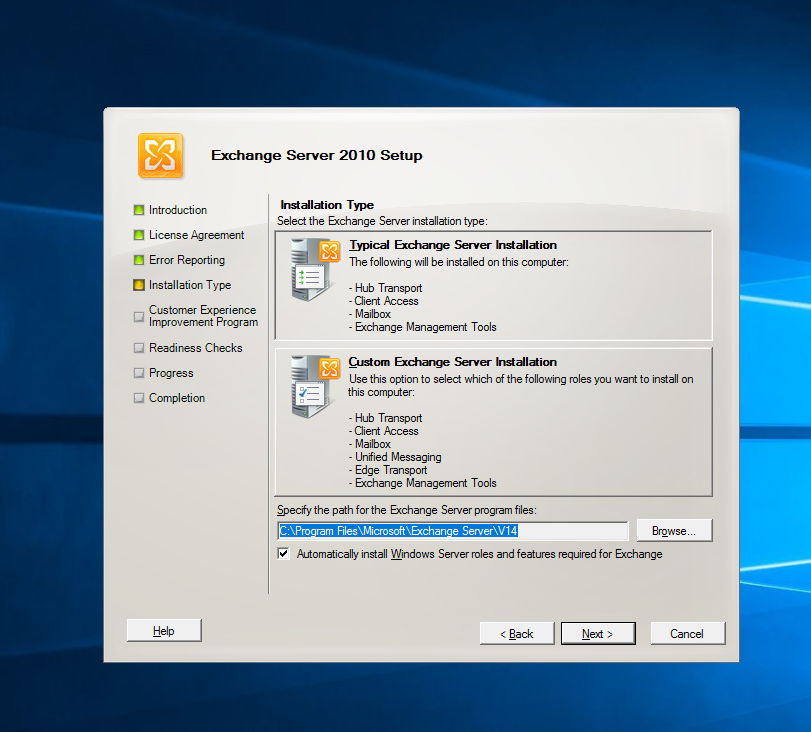 Exchange Server 2010 Setup
Introduction
License Agreement
Error Reporting
Installation Type
Customer Experience
Improvement Program
Readiness Checks
Progress
Completion
Installation Type
Select the Exchange Server installation type:
Typical Exchange Server Installation
The following will be installed on this computer:
- Hub Transport
- Client Access
- Mailbox
- Exchange Management Tools
Custom Exchange Server Installation
Use this option to select which of the following roles you want to install on
this computer:
- Hub Transport
- Client Access
- Mailbox
- Unified Messaging
- Edge Transport
- Exchange Management Tools
Specify the path for the Exchange Server program files:
C:\Program Files\Microsoft\Exchange Server\V14
Browse...
Automatically install Windows Server roles and features required for Exchange
Help
< Back
Next >
Cancel